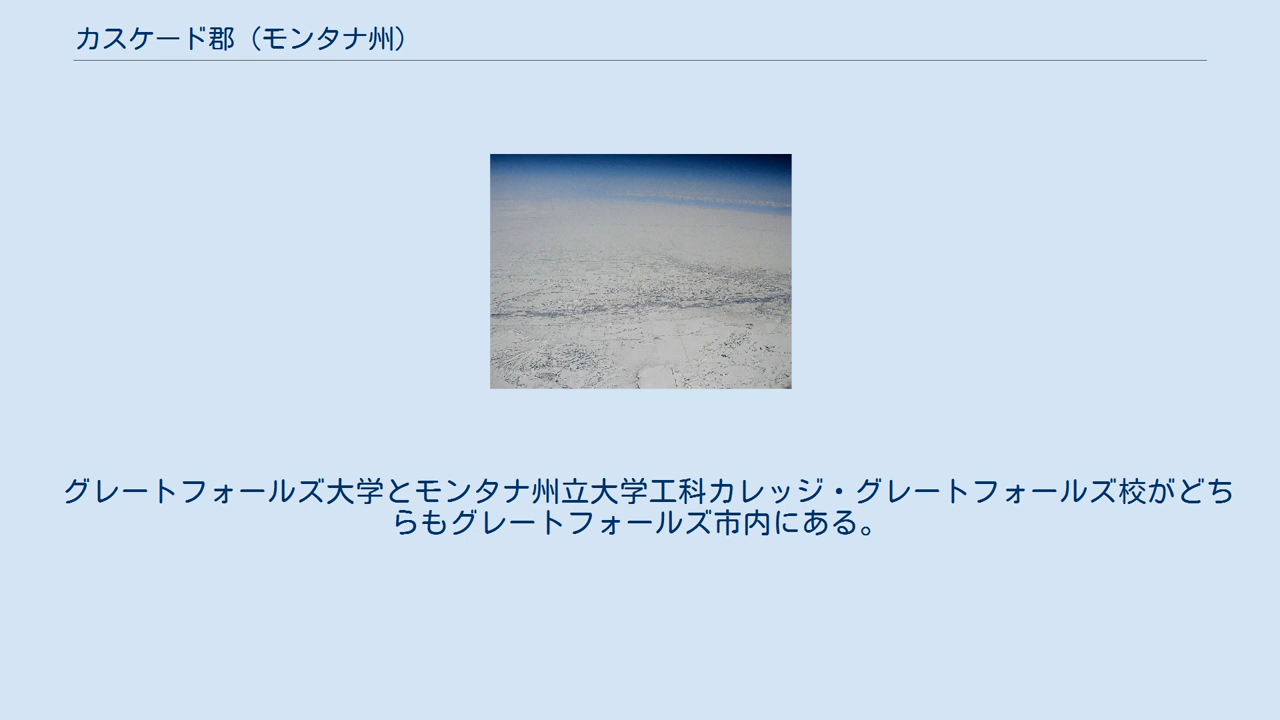 カスケード郡（モンタナ州）
グレートフォールズ大学とモンタナ州立大学工科カレッジ・グレートフォールズ校がどち
らもグレートフォールズ市内にある。